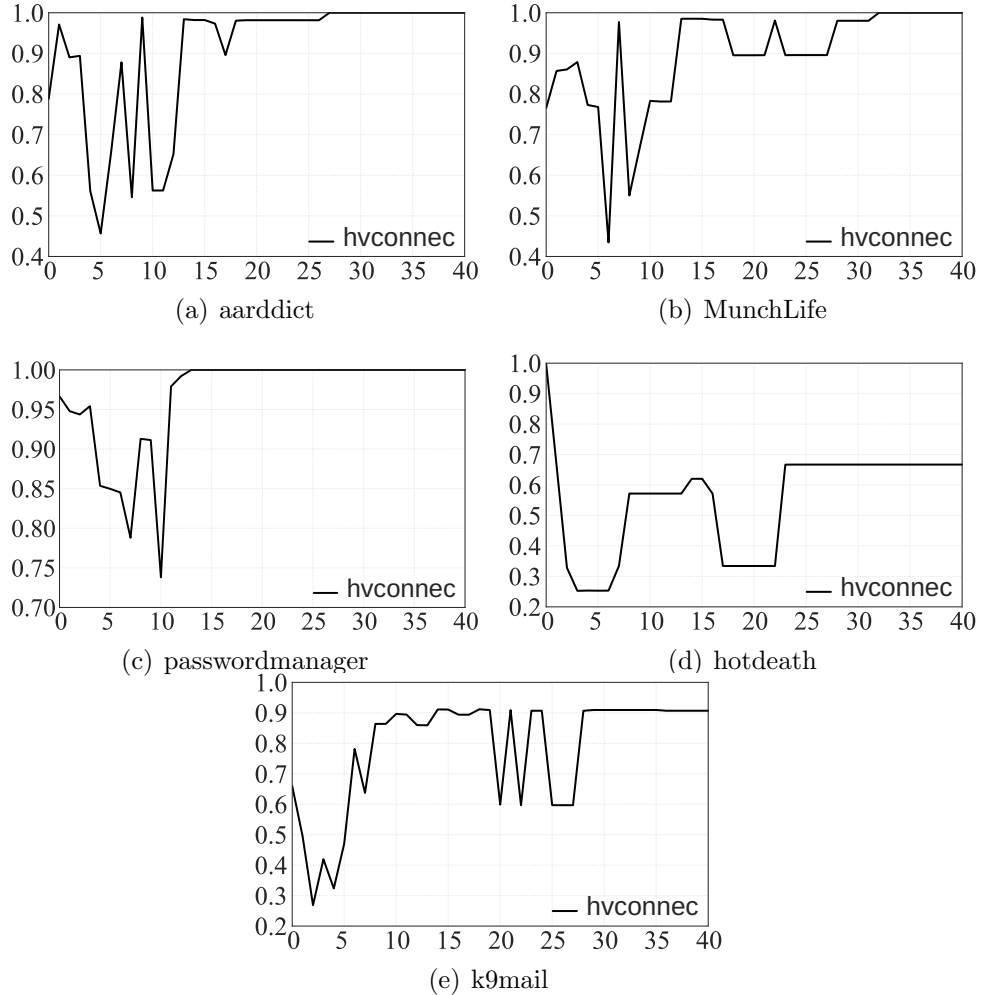 1.0
0.9
0.8
0.7
0.6
0.5
0.4
hvconnec
0 5 10 15 20 25 30 35 40
(a) aarddict
1.0
0.9
0.8
0.7
0.6
0.5
0.4
hvconnec
0 5 10 15 20 25 30 35 40
(b) MunchLife
1.00
0.95
0.90
0.85
0.80
0.75
0.70
hvconnec
0 5 10 15 20 25 30 35 40
(c) passwordmanager
1.0
0.9
0.8
0.7
0.6
0.5
0.4
0.3
0.2
hvconnec
0 5 10 15 20 25 30 35 40
(d) hotdeath
1.0
0.9
0.8
0.7
0.6
0.5
0.4
0.3
0.2
hvconnec
0 5 10 15 20 25 30 35 40
(e) k9mail